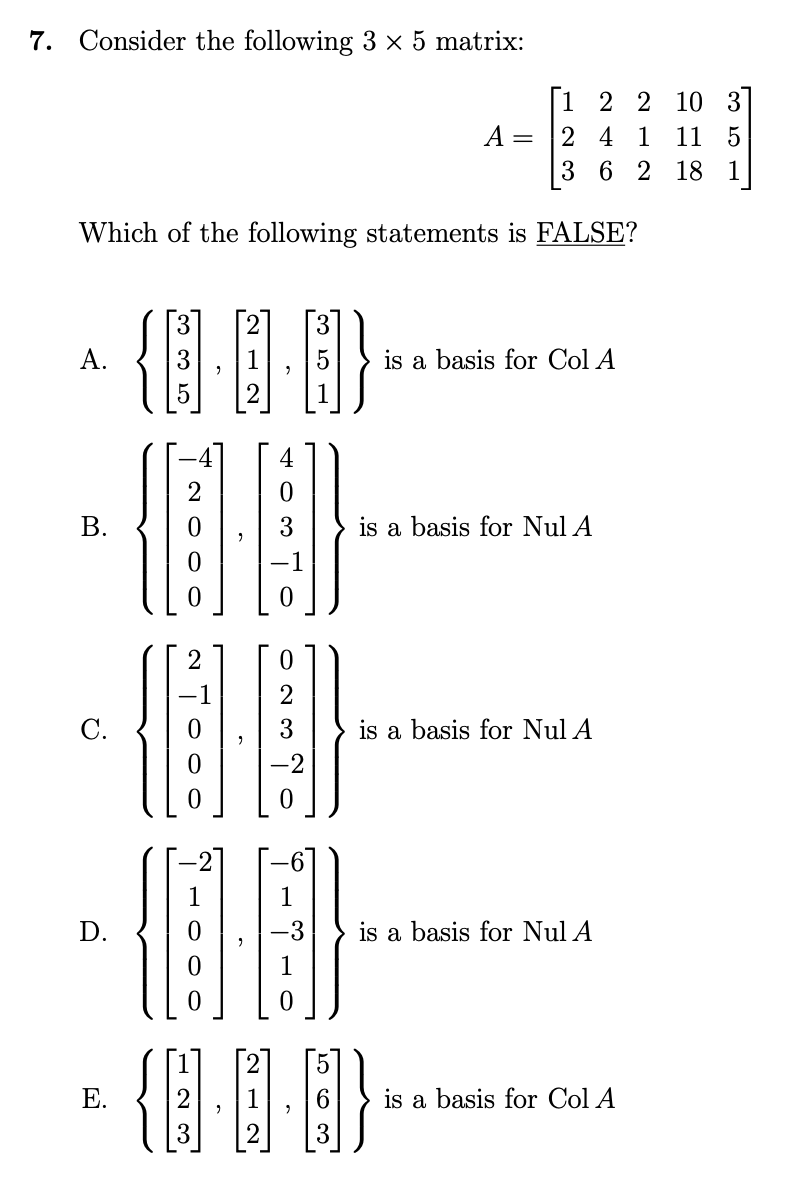 7. Consider the following 3 × 5 matrix:
A = \begin{bmatrix} 1 & 2 & 2 & 10 & 3 \\ 2 & 4 & 1 & 11 & 5 \\ 3 & 6 & 2 & 18 & 1 \end{bmatrix}
Which of the following statements is FALSE?
A. \left\{ \begin{bmatrix} 3 \\ 3 \\ 5 \end{bmatrix}, \begin{bmatrix} 2 \\ 1 \\ 2 \end{bmatrix}, \begin{bmatrix} 3 \\ 5 \\ 1 \end{bmatrix} \right\} is a basis for Col A
B. \left\{ \begin{bmatrix} -4 \\ 2 \\ 0 \\ 0 \\ 0 \end{bmatrix}, \begin{bmatrix} 4 \\ 0 \\ 3 \\ -1 \\ 0 \end{bmatrix} \right\} is a basis for Nul A
C. \left\{ \begin{bmatrix} 2 \\ -1 \\ 0 \\ 0 \\ 0 \end{bmatrix}, \begin{bmatrix} 0 \\ 2 \\ 3 \\ -2 \\ 0 \end{bmatrix} \right\} is a basis for Nul A
D. \left\{ \begin{bmatrix} -2 \\ 1 \\ 0 \\ 0 \\ 0 \end{bmatrix}, \begin{bmatrix} -6 \\ 1 \\ -3 \\ 1 \\ 0 \end{bmatrix} \right\} is a basis for Nul A
E. \left\{ \begin{bmatrix} 1 \\ 2 \\ 3 \end{bmatrix}, \begin{bmatrix} 2 \\ 1 \\ 2 \end{bmatrix}, \begin{bmatrix} 5 \\ 6 \\ 3 \end{bmatrix} \right\} is a basis for Col A